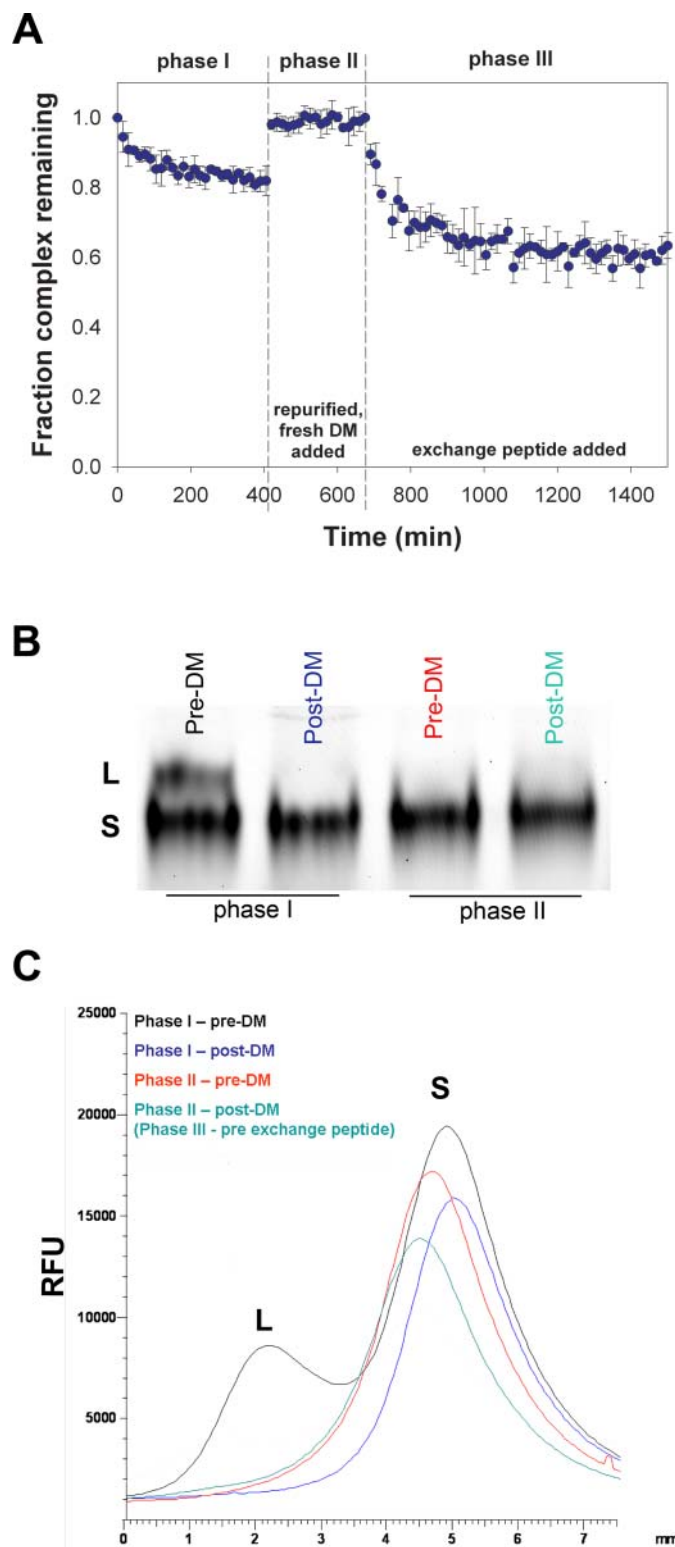 A
phase I phase II phase III
Fraction complex remaining
1.0
0.8
0.6
0.4
0.2
0.0
repurified,
fresh DM
added
exchange peptide added
0 200 400 600 800 1000 1200 1400
Time (min)
B
Pre-DM Post-DM Pre-DM Post-DM
L
S
phase I phase II
C
25000
20000
15000
10000
5000
RFU
Phase I – pre-DM
Phase I – post-DM
Phase II – pre-DM
Phase II – post-DM
(Phase III - pre exchange peptide)
S
L
0 1 2 3 4 5 6 7 mm